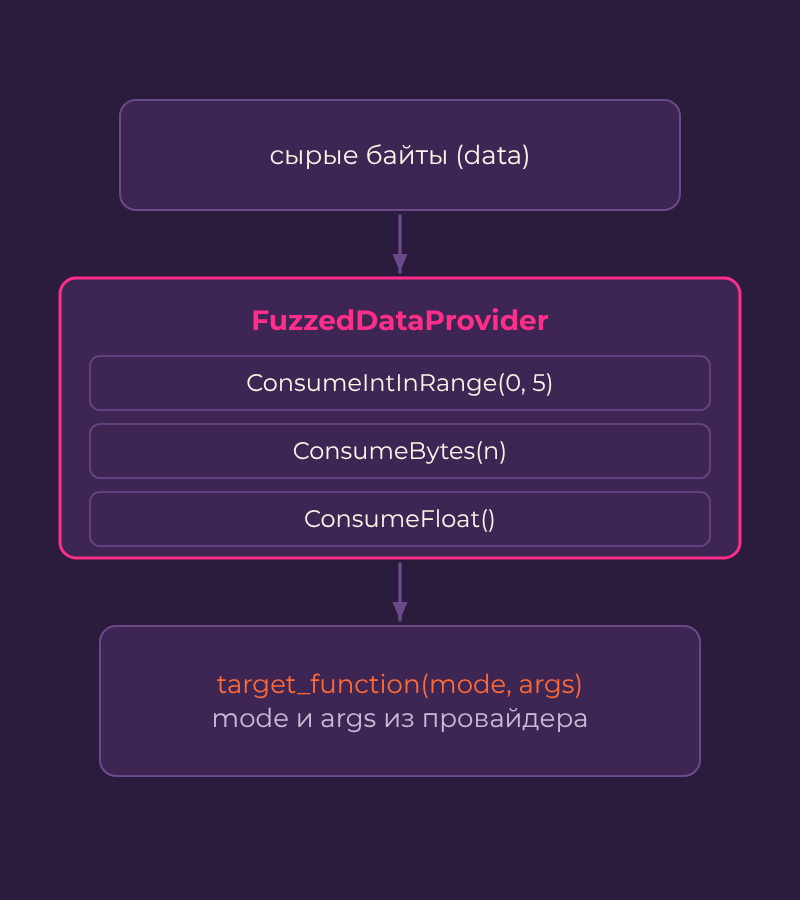 сырые байты (data)
FuzzedDataProvider
ConsumeIntInRange(0, 5)
ConsumeBytes(n)
ConsumeFloat()
target_function(mode, args)
mode и args из провайдера